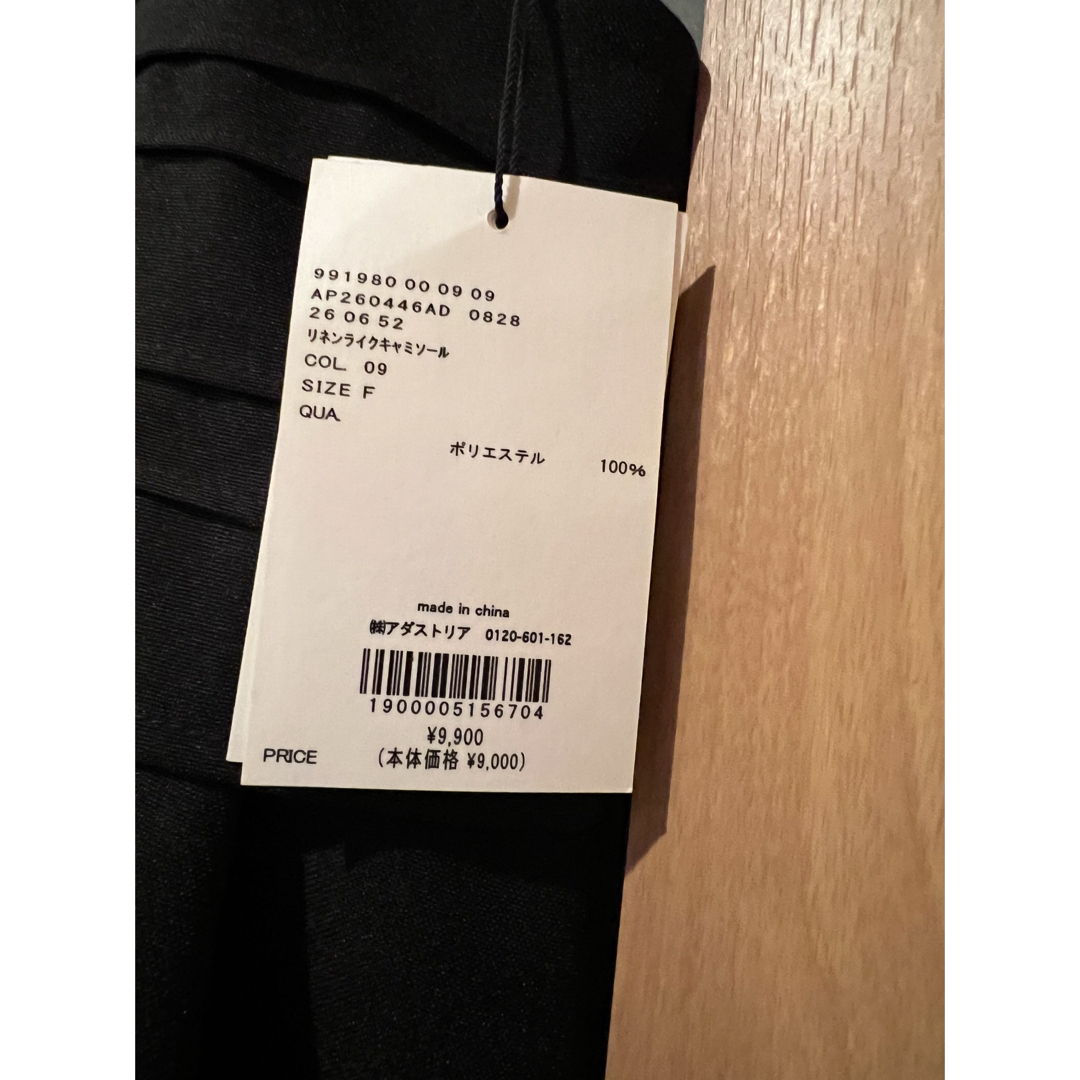 991980 00 09 09
AP260446AD 0828
26 06 52
リネンライクキャミソール
COL. 09
SIZE F
QUA.
ポリエステル 100%
made in china
㈱アダストリア 0120-601-162
1900005156704
¥9,900
PRICE (本体価格 ¥9,000)